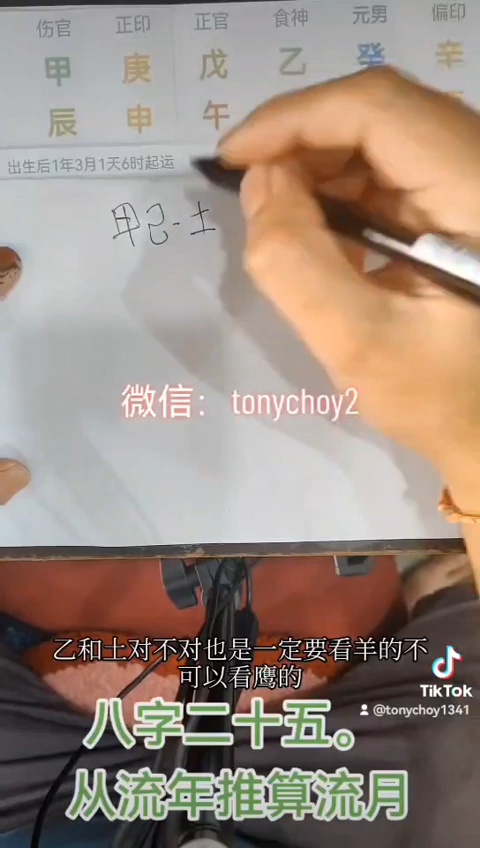 伤官 正印 正官 食神 元男 偏印
甲 庚 戊 乙 癸 辛
辰 申 午
出生后1年3月1天6时起运
甲己-土
微信：tonychoy2
乙和土对不对也是一定要看羊的不
可以看鹰的
TikTok
@tonychoy1341
八字二十五。
从流年推算流月